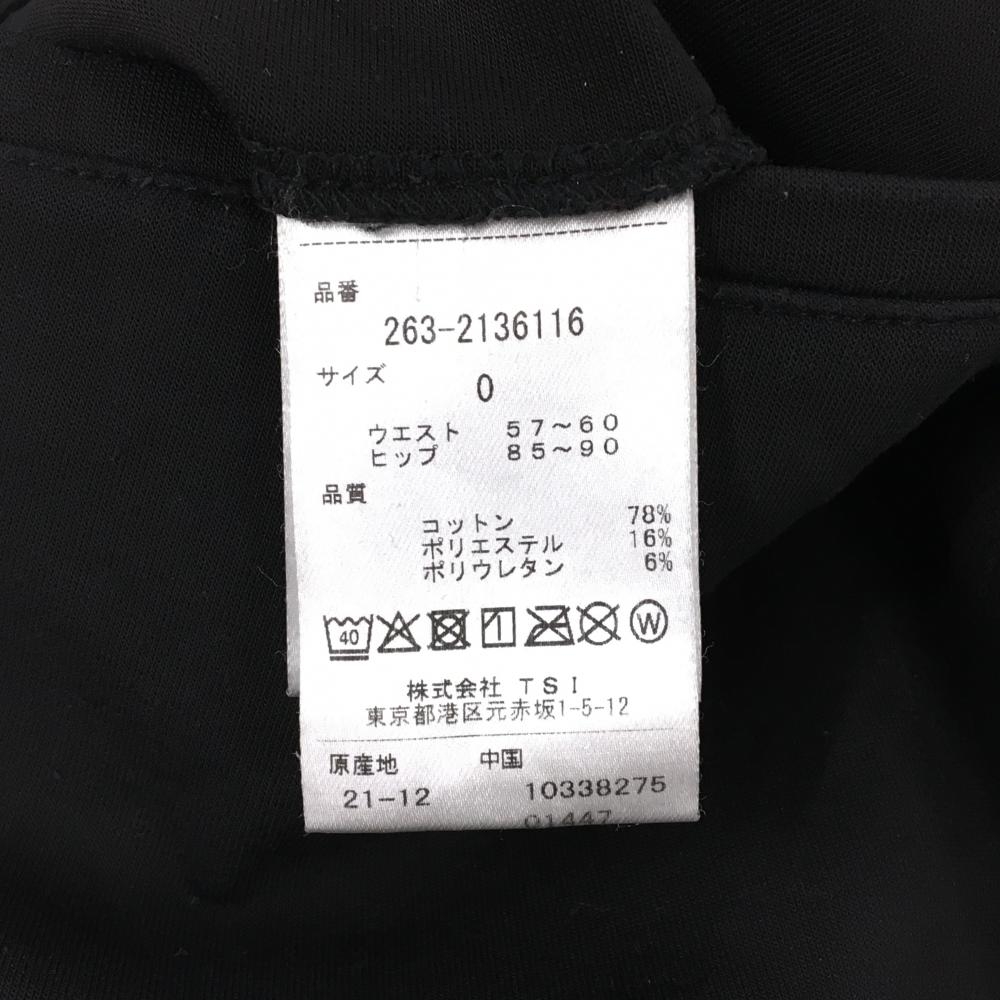 品番
263-2136116
サイズ
0
ウエスト 57~60
ヒップ 85~90
品質
コットン 78%
ポリエステル 16%
ポリウレタン 6%
40 W
株式会社 TSI
東京都港区元赤坂1-5-12
原産地 中国
21-12 10338275
01447